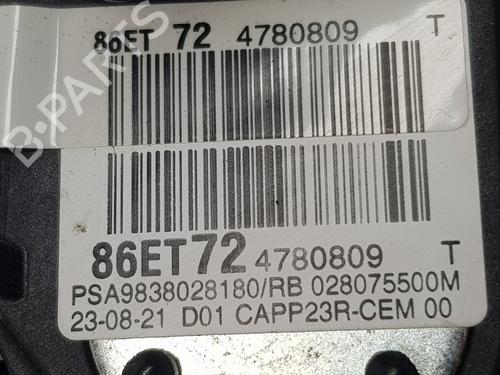 86ET 72 4780809 T
B-PARTS
86ET72 4780809 T
PSA9838028180/RB 028075500M
23-08-21 D01 CAPP23R-CEM 00